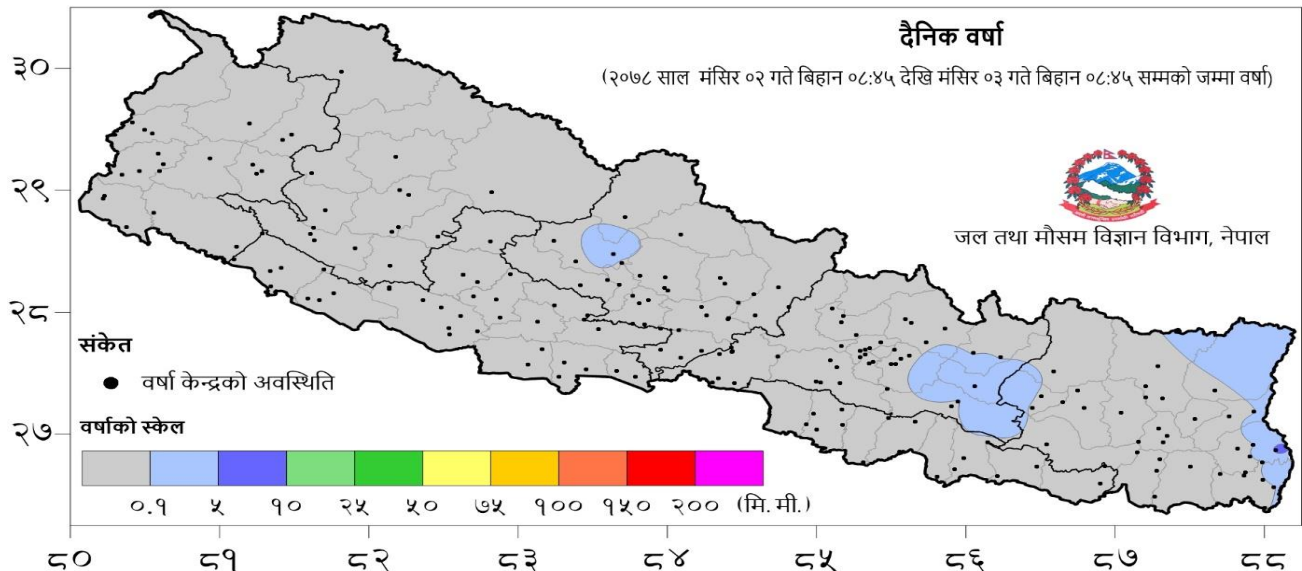 दैनिक वर्षा
(२०७८ साल मंसिर ०२ गते बिहान ०८:४५ देखि मंसिर ०३ गते बिहान ०८:४५ सम्मको जम्मा वर्षा)
जल तथा मौसम विज्ञान विभाग, नेपाल
३०
२९
२८
२७
संकेत
वर्षा केन्द्रको अवस्थिति
वर्षाको स्केल
०.१ ५ १० २५ ५० ७५ १०० १५० २०० (मि. मी.)
८० ८१ ८२ ८३ ८४ ८५ ८६ ८७ ८८